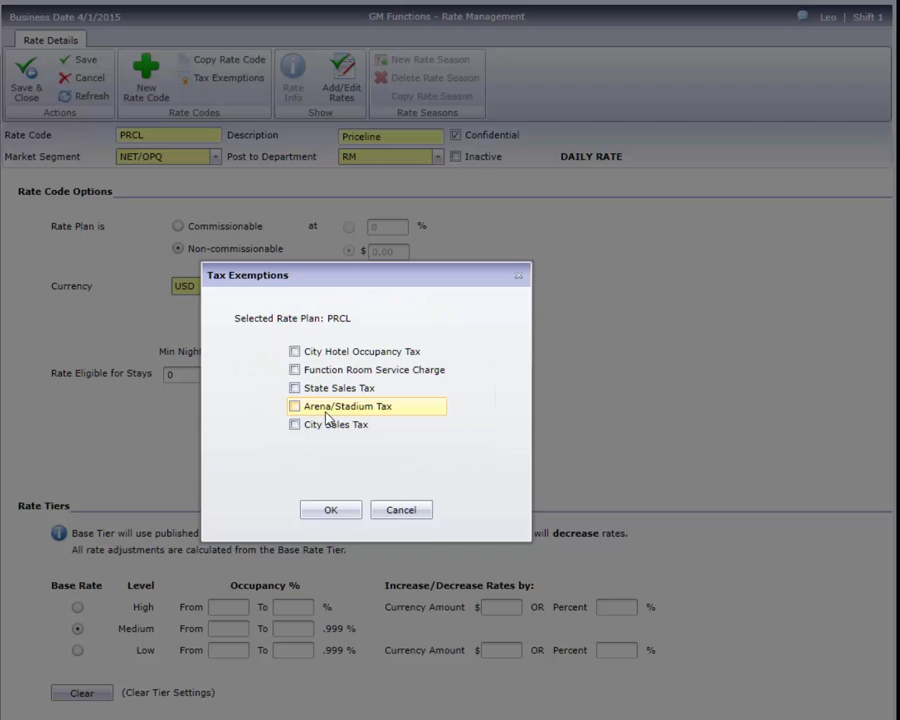 Business Date 4/1/2015 GM Functions - Rate Management Leo Shift 1
Rate Details
Save & Close Save Cancel Refresh New Rate Code Copy Rate Code Tax Exemptions Rate Info Add/Edit Rates New Rate Season Delete Rate Season Copy Rate Season
Actions Rate Codes Show Rate Seasons
Rate Code PRCL Description Priceline Confidential
Market Segment NET/OPQ Post to Department RM Inactive DAILY RATE
Rate Code Options
Rate Plan is Commissionable at 0 %
Non-commissionable $ 0.00
Currency USD
Tax Exemptions
Selected Rate Plan: PRCL
Min Night
City Hotel Occupancy Tax
Rate Eligible for Stays 0
Function Room Service Charge
State Sales Tax
Arena/Stadium Tax
City Sales Tax
OK Cancel
Rate Tiers
Base Tier will use published will decrease rates.
All rate adjustments are calculated from the Base Rate Tier.
Base Rate Level Occupancy % Increase/Decrease Rates by:
High From To % Currency Amount $ OR Percent %
Medium From To .999 %
Low From To .999 % Currency Amount $ OR Percent %
Clear (Clear Tier Settings)